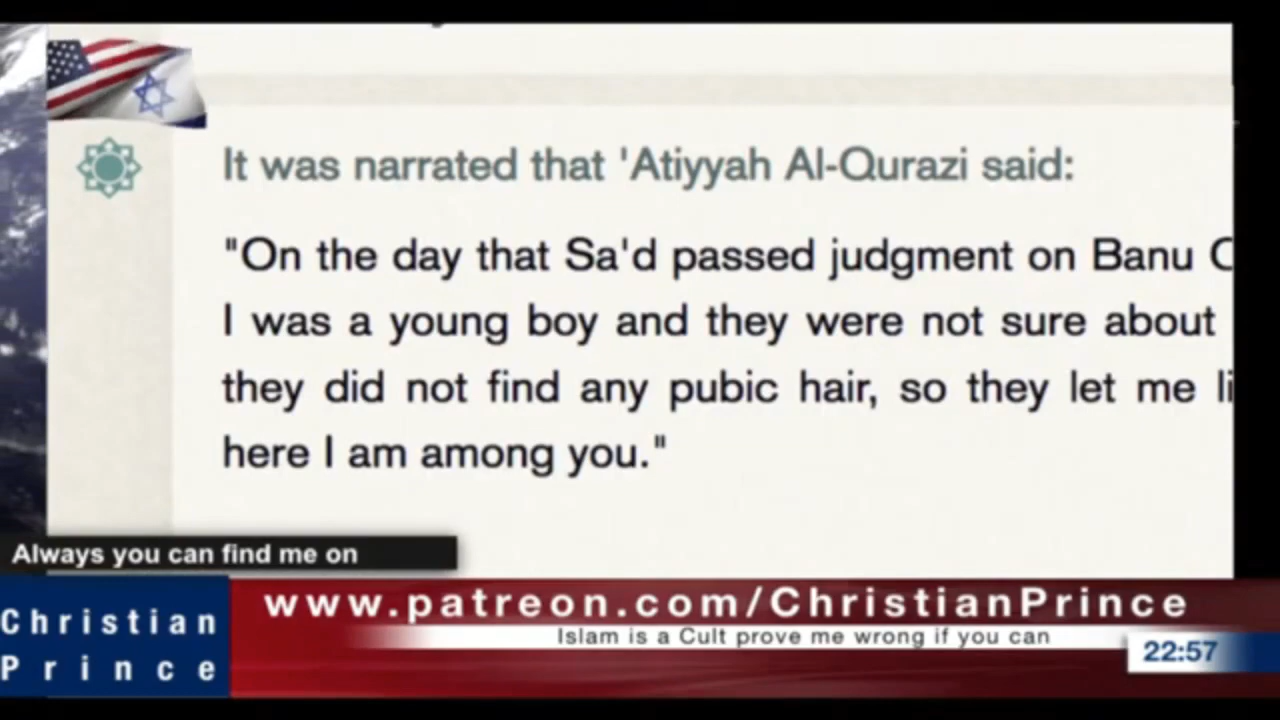 It was narrated that 'Atiyyah Al-Qurazi said:
"On the day that Sa'd passed judgment on Banu
I was a young boy and they were not sure about
they did not find any pubic hair, so they let me
here I am among you."
Always you can find me on
Christian
Prince
www.patreon.com/ChristianPrince
Islam is a Cult prove me wrong if you can
22:57